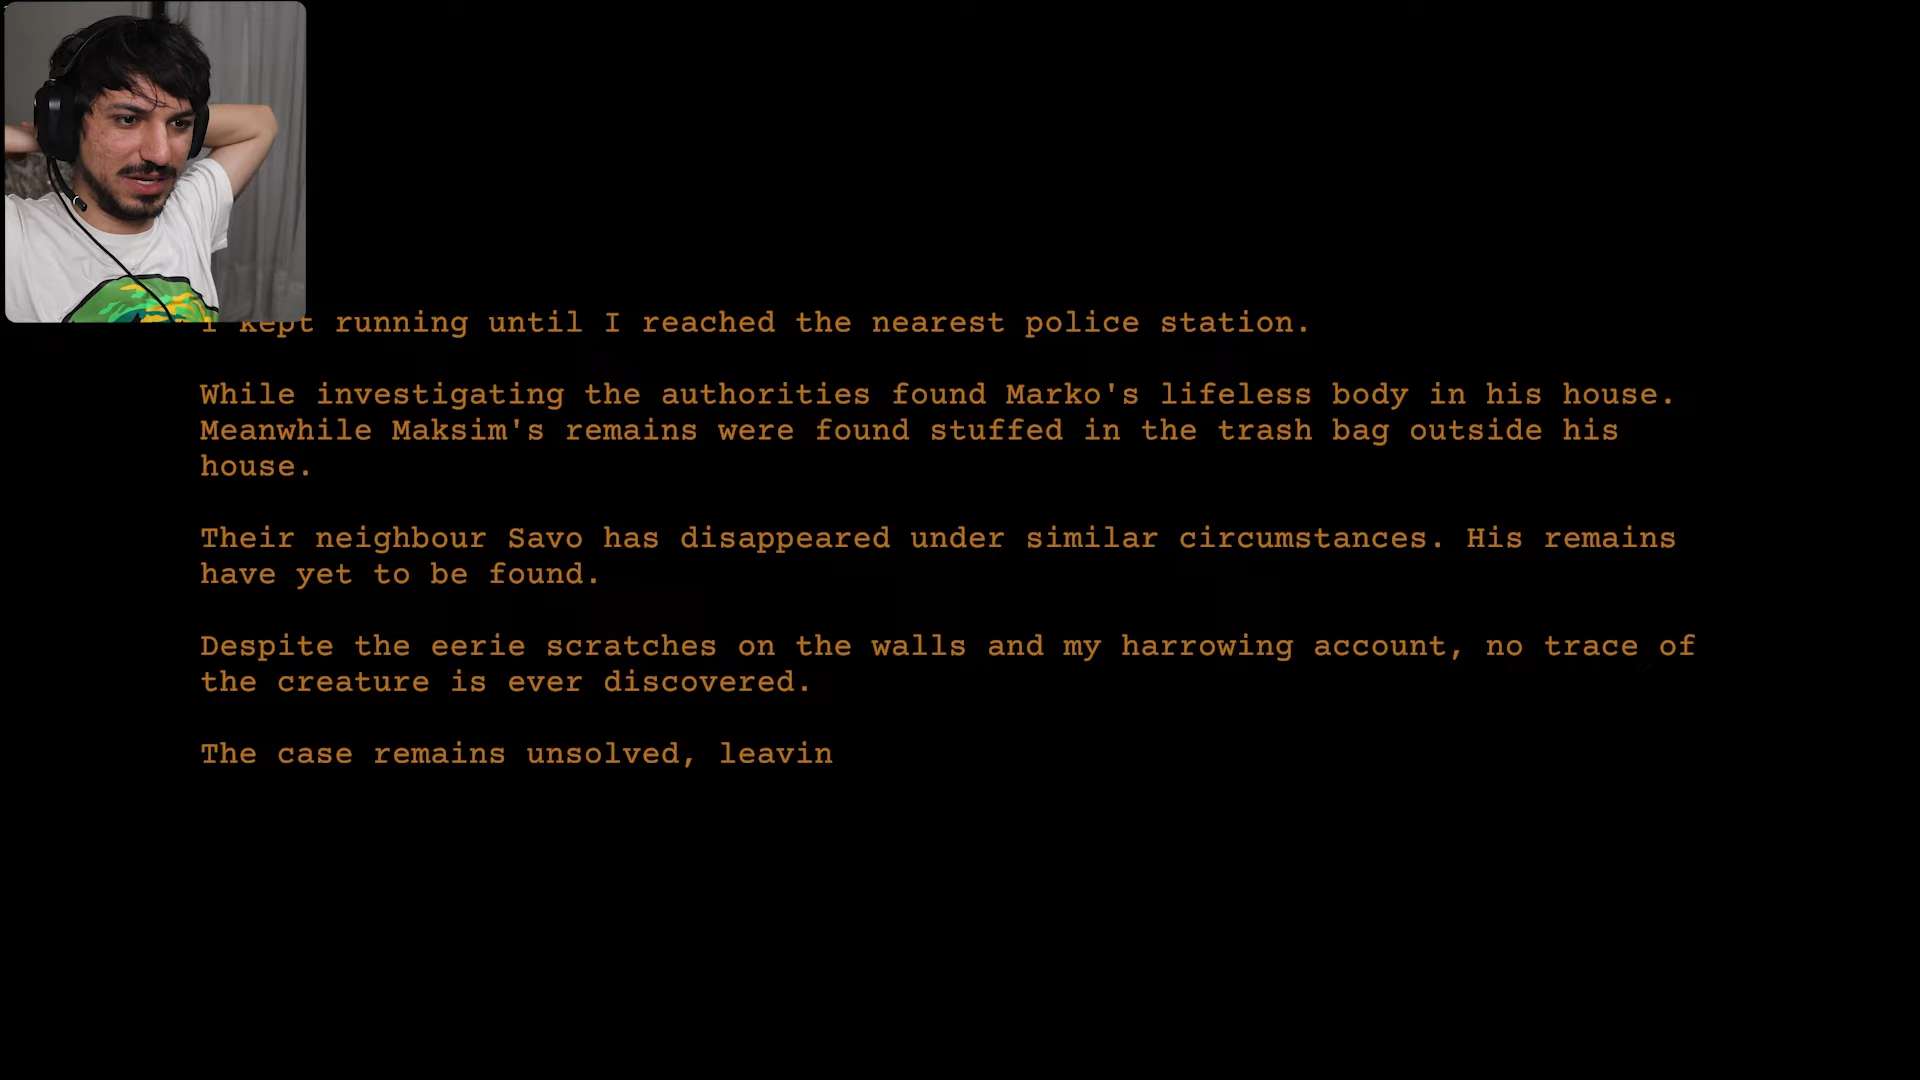 I kept running until I reached the nearest police station.
While investigating the authorities found Marko's lifeless body in his house.
Meanwhile Maksim's remains were found stuffed in the trash bag outside his
house.
Their neighbour Savo has disappeared under similar circumstances. His remains
have yet to be found.
Despite the eerie scratches on the walls and my harrowing account, no trace of
the creature is ever discovered.
The case remains unsolved, leavin